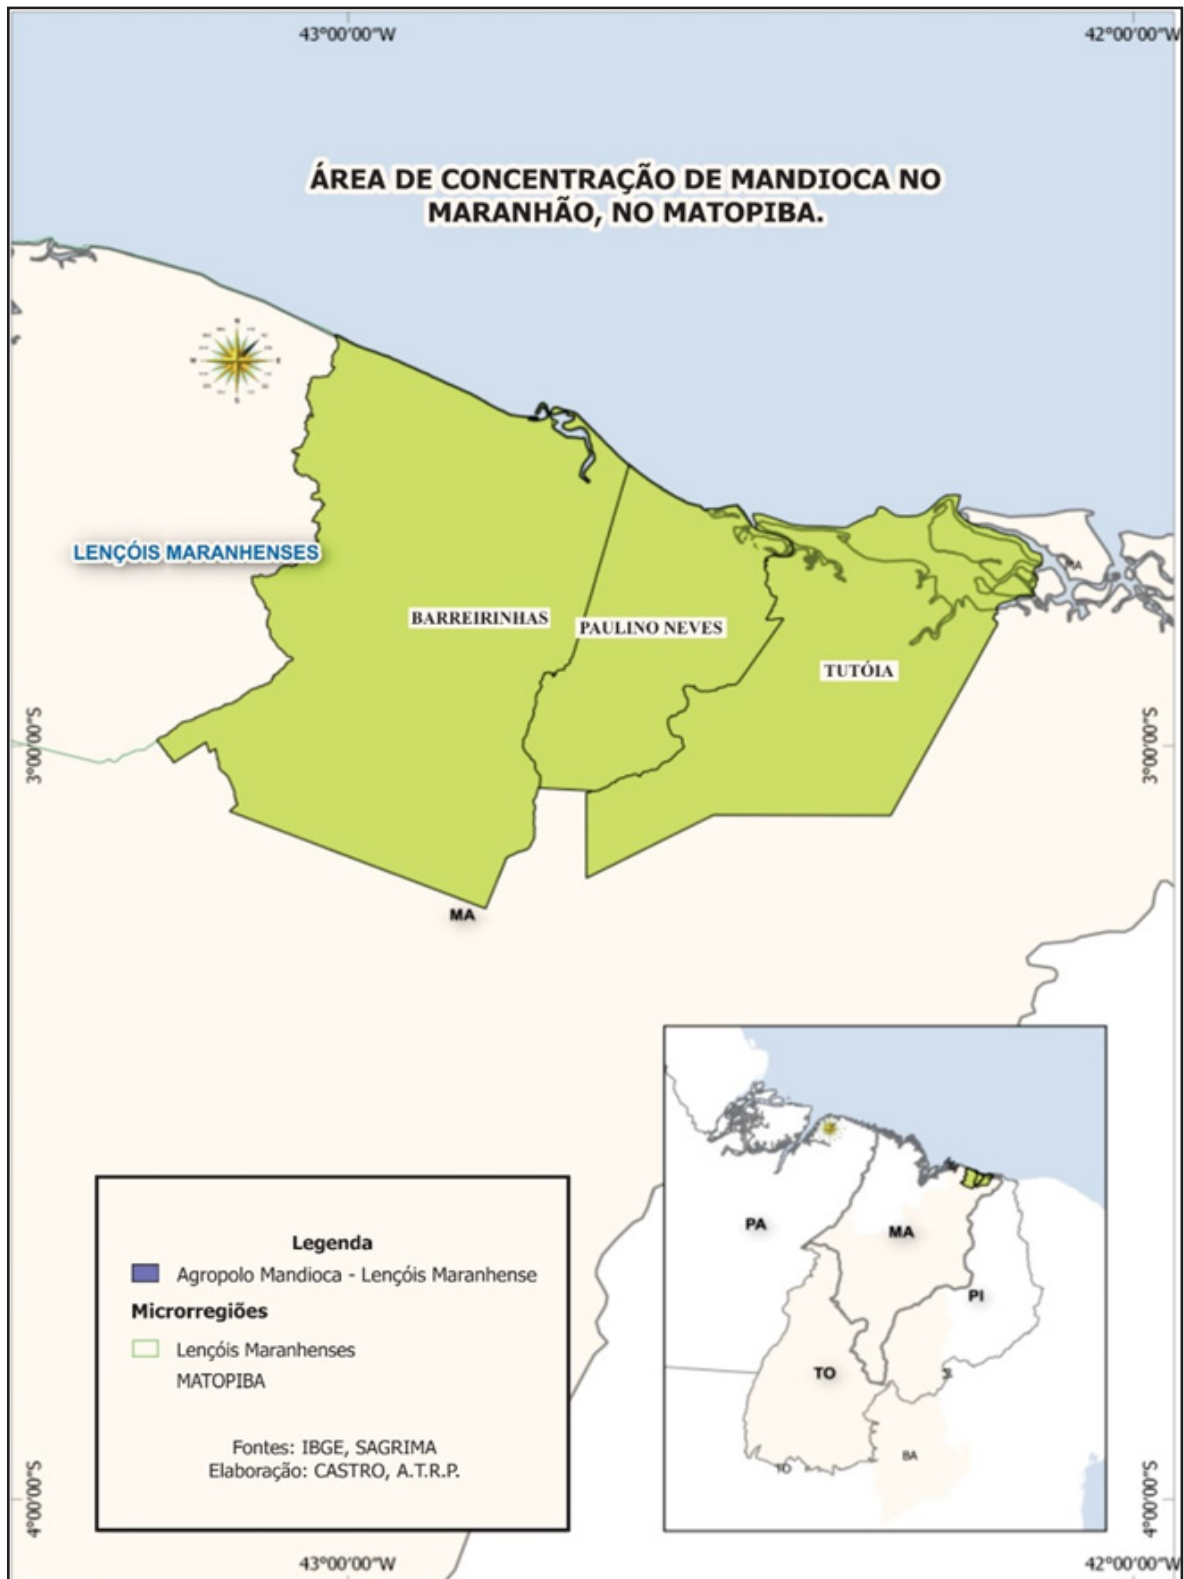 43°00'00"W
42°00'00"W
ÁREA DE CONCENTRAÇÃO DE MANDIOCA NO
MARANHÃO, NO MATOPIBA.
N
W
E
S
LENÇÓIS MARANHENSES
MA
BARREIRINHAS
PAULINO NEVES
TUTÓIA
3°00'00"S
3°00'00"S
MA
Legenda
Agropolo Mandioca - Lençóis Maranhense
Microrregiões
Lençóis Maranhenses
MATOPIBA
Fontes: IBGE, SAGRIMA
Elaboração: CASTRO, A.T.R.P.
PA
MA
PI
TO
BA
TO
4°00'00"S
4°00'00"S
43°00'00"W
42°00'00"W